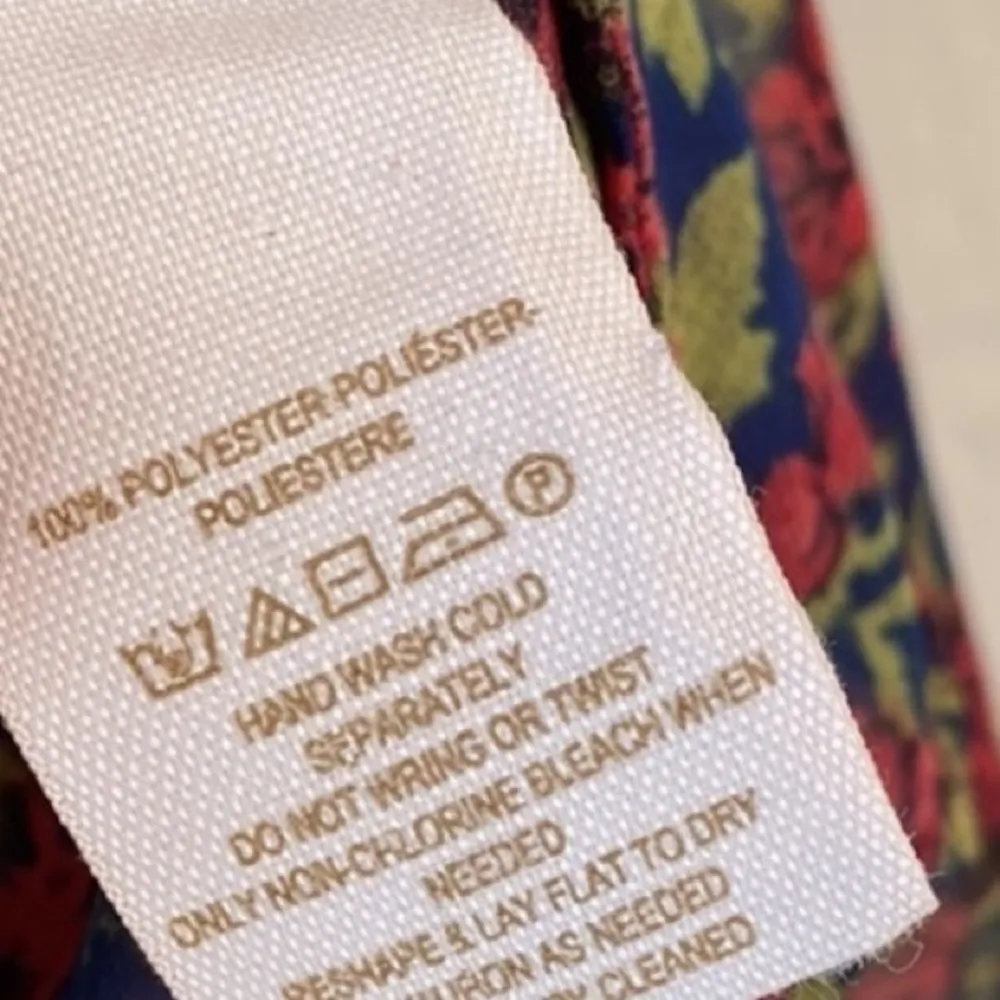 100% POLYESTER POLIÉSTER-
POLIESTERE
P
HAND WASH COLD
SEPARATELY
DO NOT WRING OR TWIST
ONLY NON-CHLORINE BLEACH WHEN
NEEDED
RESHAPE & LAY FLAT TO DRY
IRON AS NEEDED
CLEANED